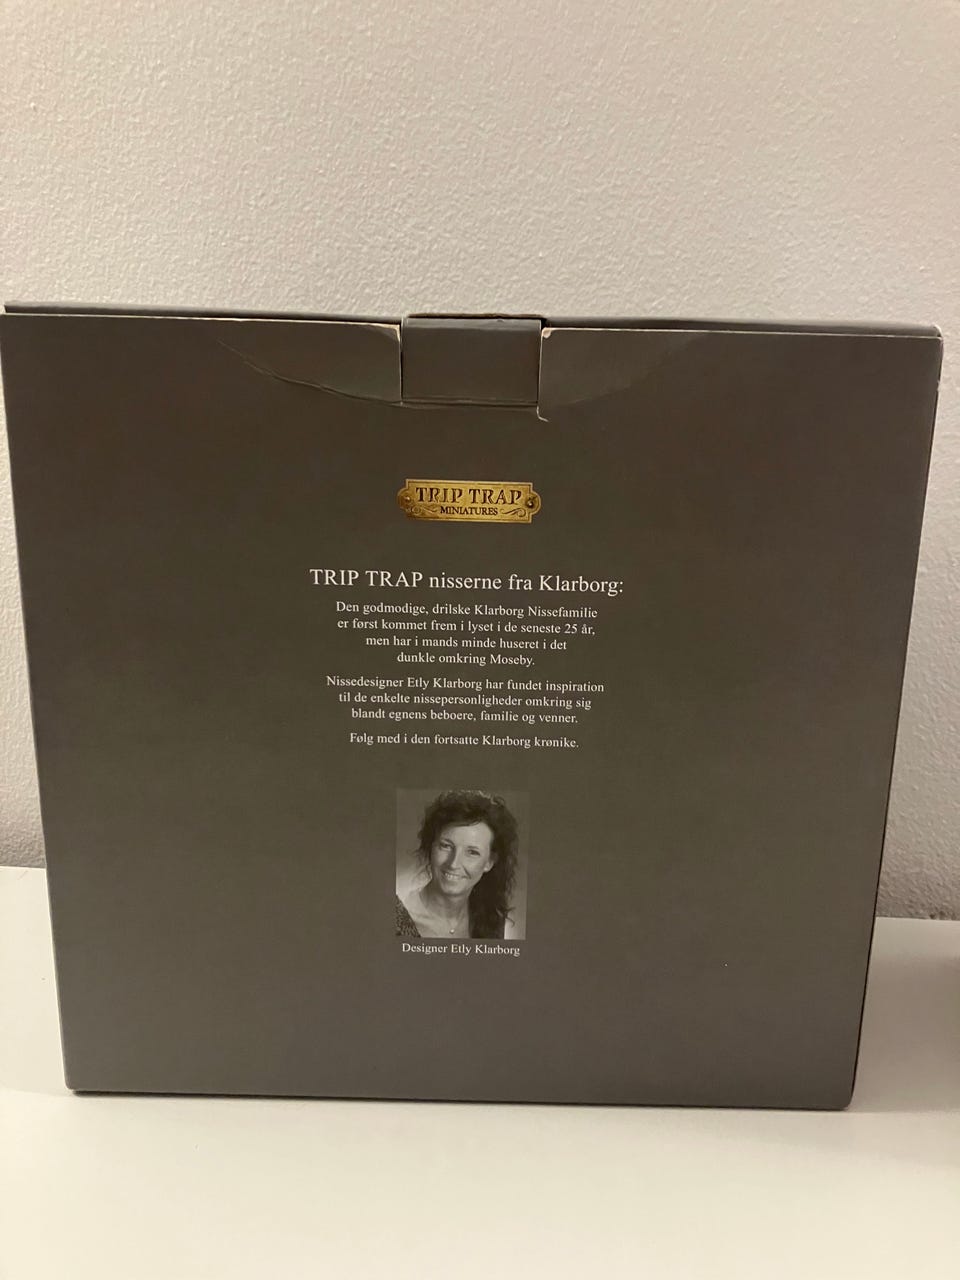 TRIP TRAP
MINIATURES
TRIP TRAP nisserne fra Klarborg:
Den godmodige, drilske Klarborg Nissefamilie
er først kommet frem i lyset i de seneste 25 år,
men har i mands minde huseret i det
dunkle omkring Moseby.
Nissedesigner Etly Klarborg har fundet inspiration
til de enkelte nissepersonligheder omkring sig
blandt egnens beboere, familie og venner.
Følg med i den fortsatte Klarborg krønike.
Designer Etly Klarborg